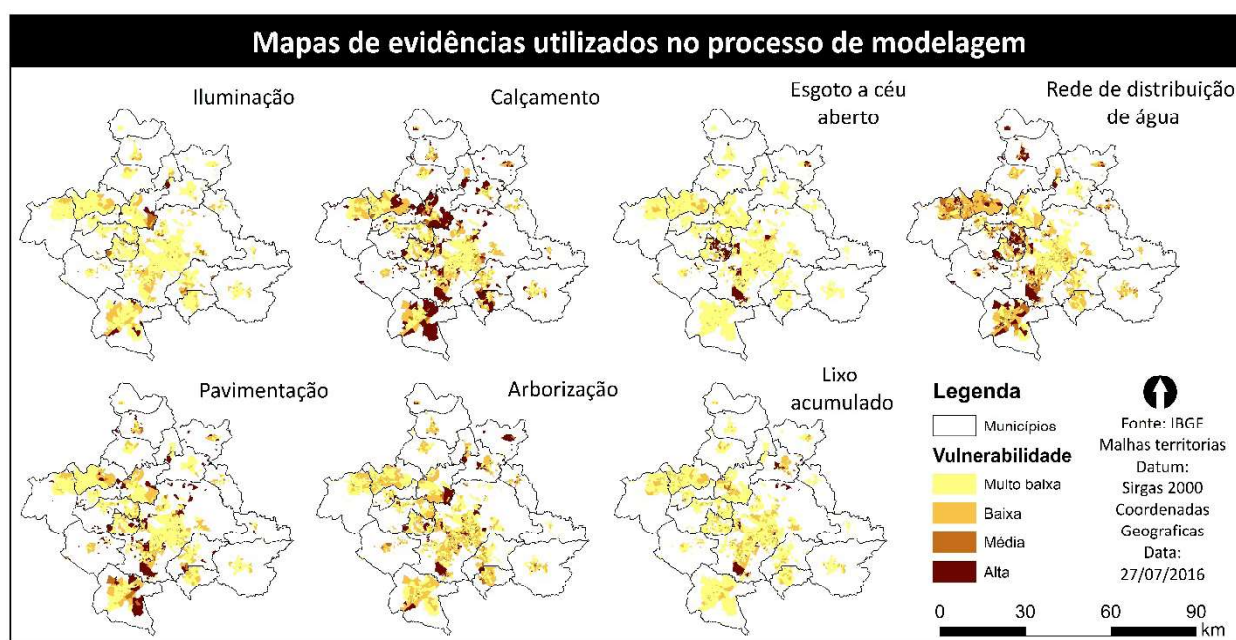 Mapas de evidências utilizados no processo de modelagem
Iluminação
Calçamento
Esgoto a céu
aberto
Rede de distribuição
de água
Pavimentação
Arborização
Lixo
acumulado
Legenda
Municípios
Vulnerabilidade
Muito baixa
Baixa
Média
Alta
Fonte: IBGE
Malhas territorias
Datum:
Sirgas 2000
Coordenadas
Geograficas
Data:
27/07/2016
0 30 60 90
km